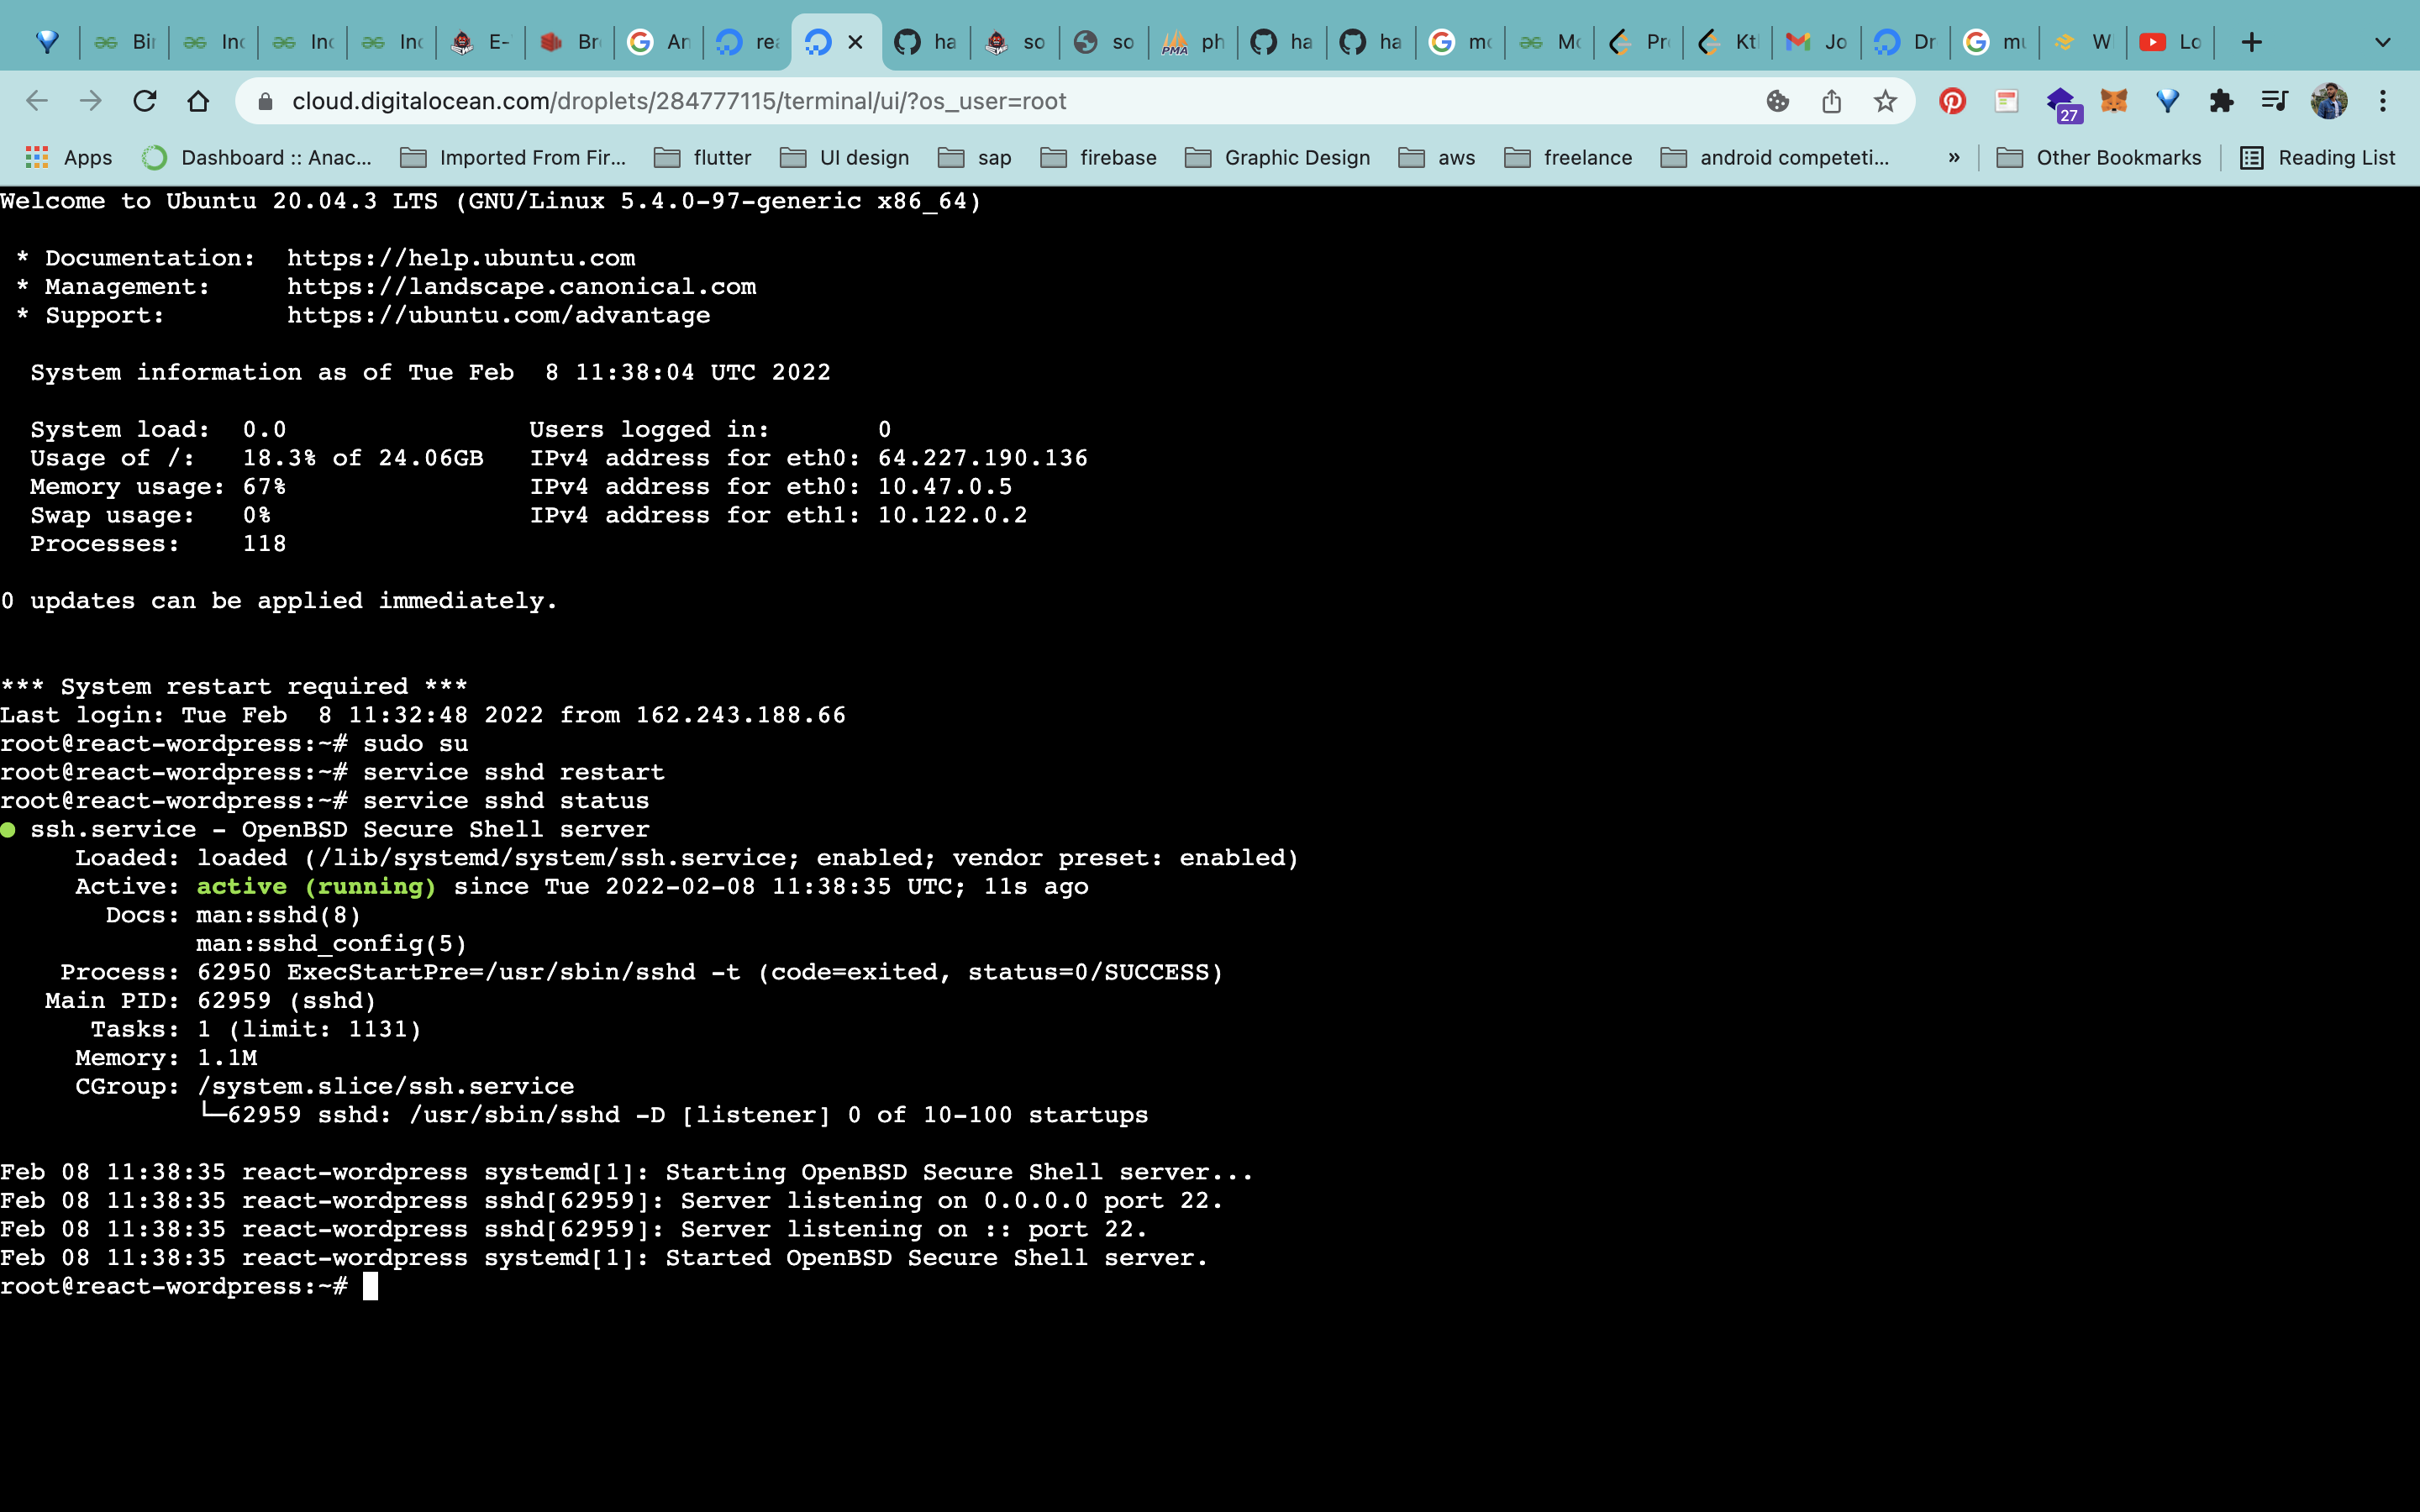 Bir Inc Inc Inc E- Br An rea ha so so ph ha ha mo Mo Pr Kt Jo Dr mu W Lo
cloud.digitalocean.com/droplets/284777115/terminal/ui/?os_user=root 27
Apps Dashboard :: Anac... Imported From Fir... flutter UI design sap firebase Graphic Design aws freelance android competeti... » Other Bookmarks Reading List
Welcome to Ubuntu 20.04.3 LTS (GNU/Linux 5.4.0-97-generic x86_64)
* Documentation: https://help.ubuntu.com
* Management: https://landscape.canonical.com
* Support: https://ubuntu.com/advantage
System information as of Tue Feb 8 11:38:04 UTC 2022
System load: 0.0 Users logged in: 0
Usage of /: 18.3% of 24.06GB IPv4 address for eth0: 64.227.190.136
Memory usage: 67% IPv4 address for eth0: 10.47.0.5
Swap usage: 0% IPv4 address for eth1: 10.122.0.2
Processes: 118
0 updates can be applied immediately.
*** System restart required ***
Last login: Tue Feb 8 11:32:48 2022 from 162.243.188.66
root@react-wordpress:~# sudo su
root@react-wordpress:~# service sshd restart
root@react-wordpress:~# service sshd status
● ssh.service - OpenBSD Secure Shell server
Loaded: loaded (/lib/systemd/system/ssh.service; enabled; vendor preset: enabled)
Active: active (running) since Tue 2022-02-08 11:38:35 UTC; 11s ago
Docs: man:sshd(8)
man:sshd_config(5)
Process: 62950 ExecStartPre=/usr/sbin/sshd -t (code=exited, status=0/SUCCESS)
Main PID: 62959 (sshd)
Tasks: 1 (limit: 1131)
Memory: 1.1M
CGroup: /system.slice/ssh.service
└─62959 sshd: /usr/sbin/sshd -D [listener] 0 of 10-100 startups
Feb 08 11:38:35 react-wordpress systemd[1]: Starting OpenBSD Secure Shell server...
Feb 08 11:38:35 react-wordpress sshd[62959]: Server listening on 0.0.0.0 port 22.
Feb 08 11:38:35 react-wordpress sshd[62959]: Server listening on :: port 22.
Feb 08 11:38:35 react-wordpress systemd[1]: Started OpenBSD Secure Shell server.
root@react-wordpress:~#